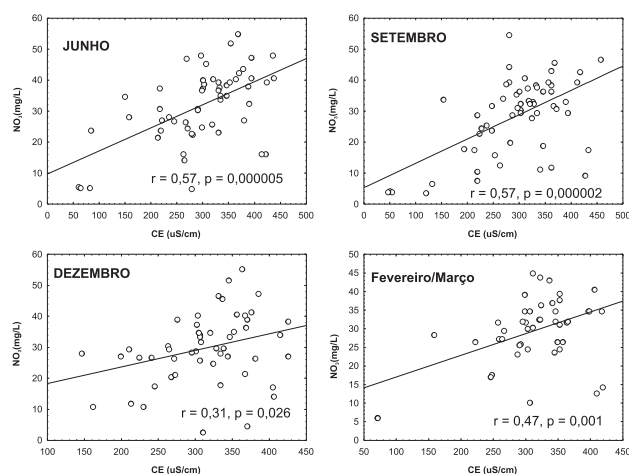 JUNHO
60
50
40
30
20
10
0
NO₃(mg/L)
0 50 100 150 200 250 300 350 400 450 500
CE (uS/cm)
r = 0,57, p = 0,000005
SETEMBRO
60
50
40
30
20
10
0
NO₃(mg/L)
0 50 100 150 200 250 300 350 400 450 500
CE (uS/cm)
r = 0,57, p = 0,000002
DEZEMBRO
60
50
40
30
20
10
0
NO₃(mg/L)
100 150 200 250 300 350 400 450
CE (uS/cm)
r = 0,31, p = 0,026
Fevereiro/Março
50
45
40
35
30
25
20
15
10
5
0
NO₃(mg/L)
50 100 150 200 250 300 350 400 450
CE (uS/cm)
r = 0,47, p = 0,001